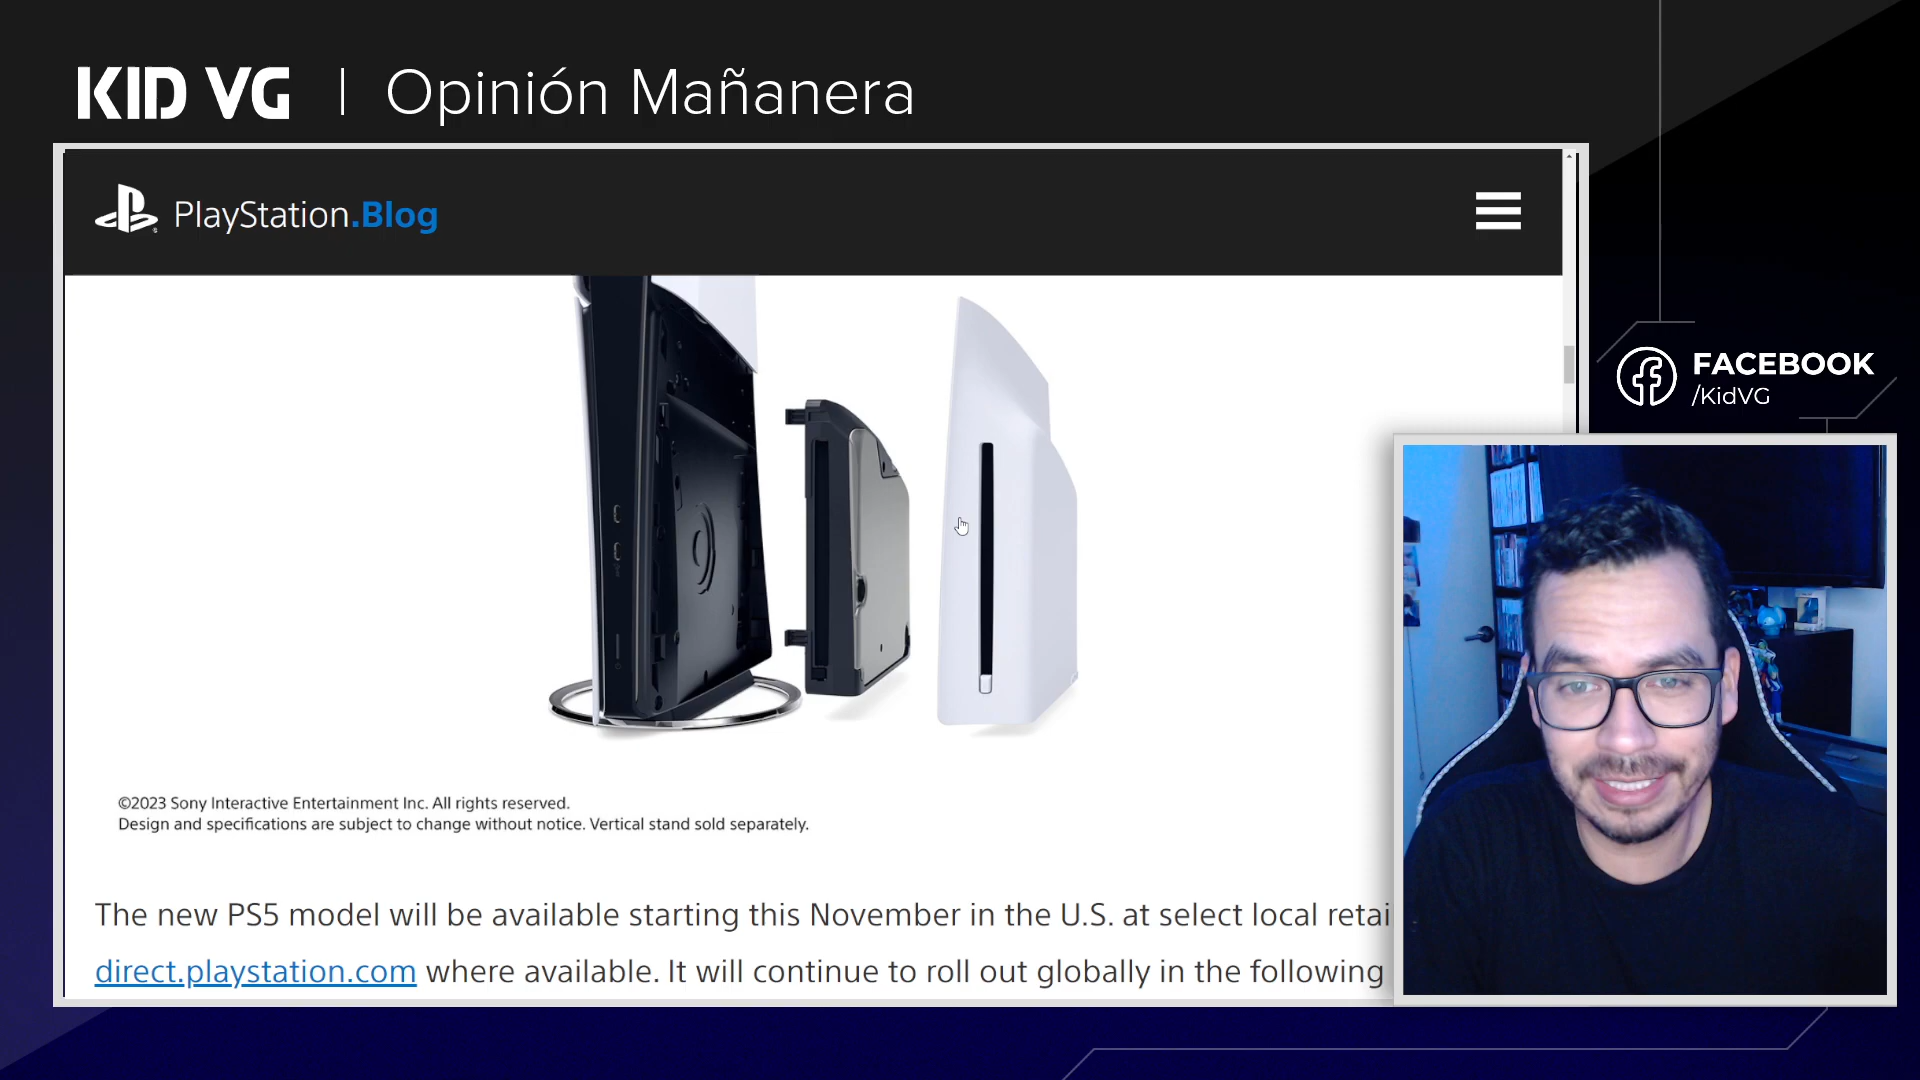 KID VG | Opinión Mañanera
PlayStation.Blog
FACEBOOK
/KidVG
©2023 Sony Interactive Entertainment Inc. All rights reserved.
Design and specifications are subject to change without notice. Vertical stand sold separately.
The new PS5 model will be available starting this November in the U.S. at select local retai
direct.playstation.com where available. It will continue to roll out globally in the following